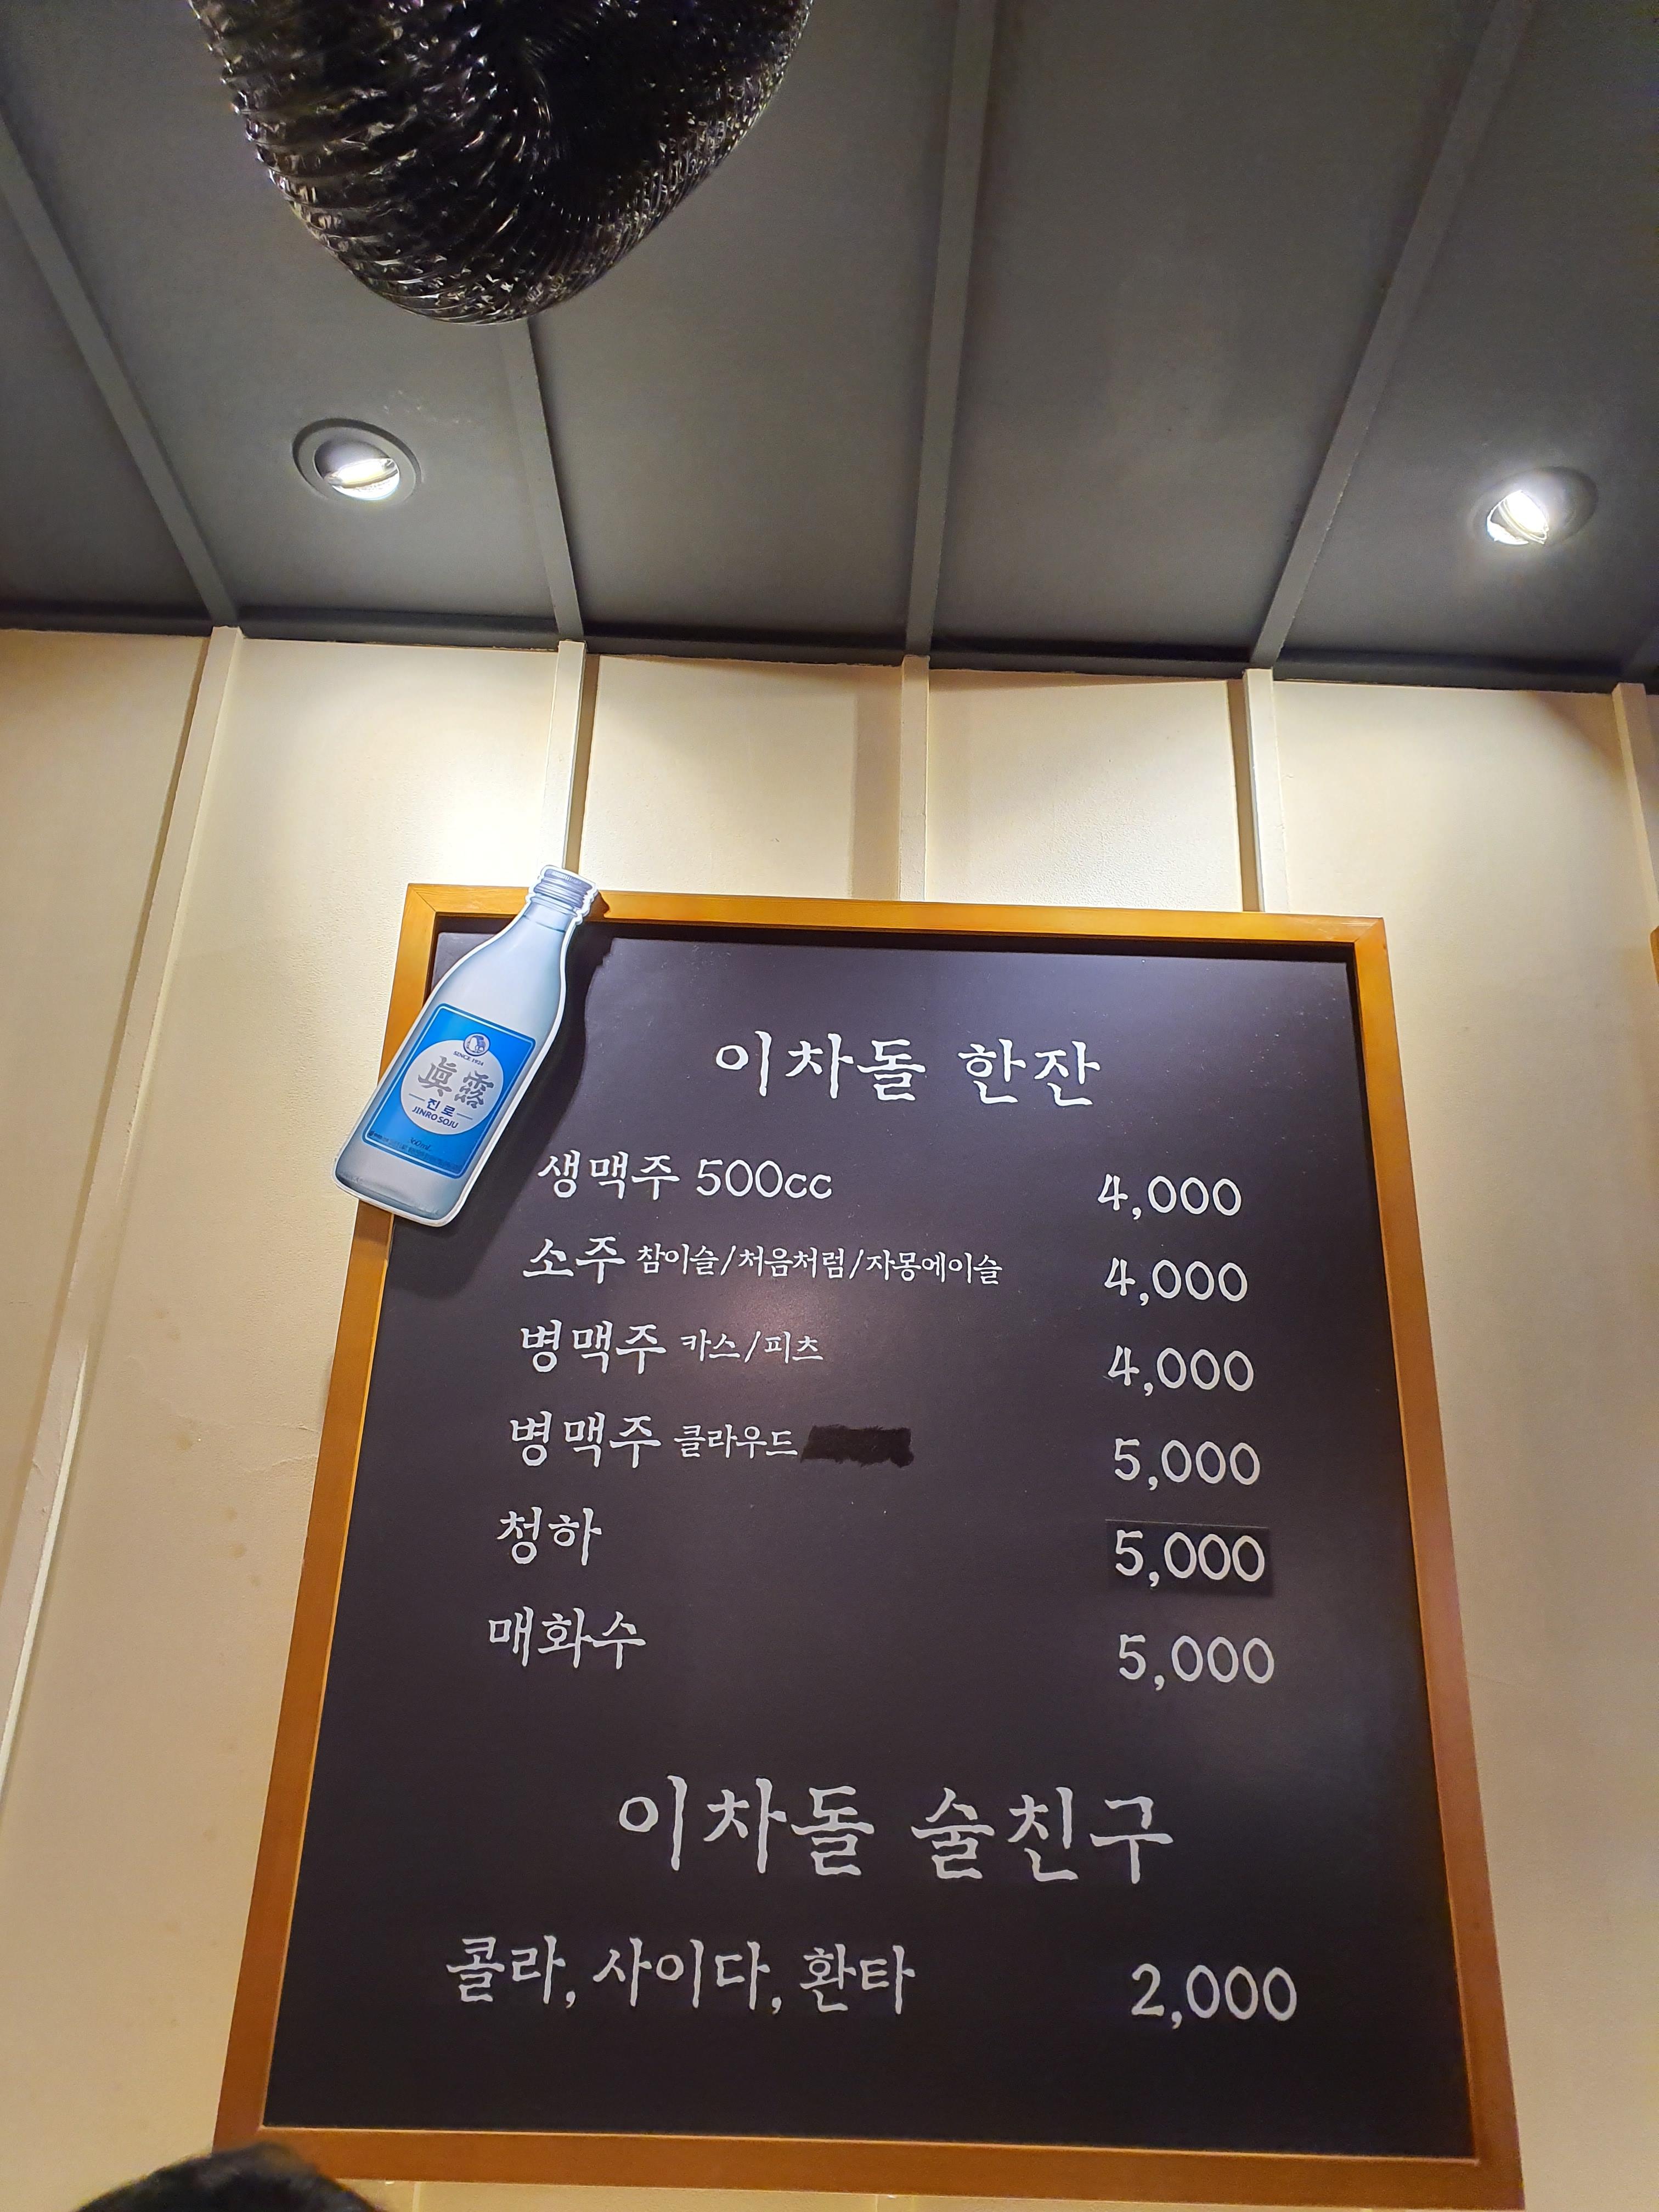 SINCE 1924
眞露
진로
JINRO SOJU
이차돌 한잔
생맥주 500cc 4,000
소주 참이슬/처음처럼/자몽에이슬 4,000
병맥주 카스/피츠 4,000
병맥주 클라우드 5,000
청하 5,000
매화수 5,000
이차돌 술친구
콜라, 사이다, 환타 2,000